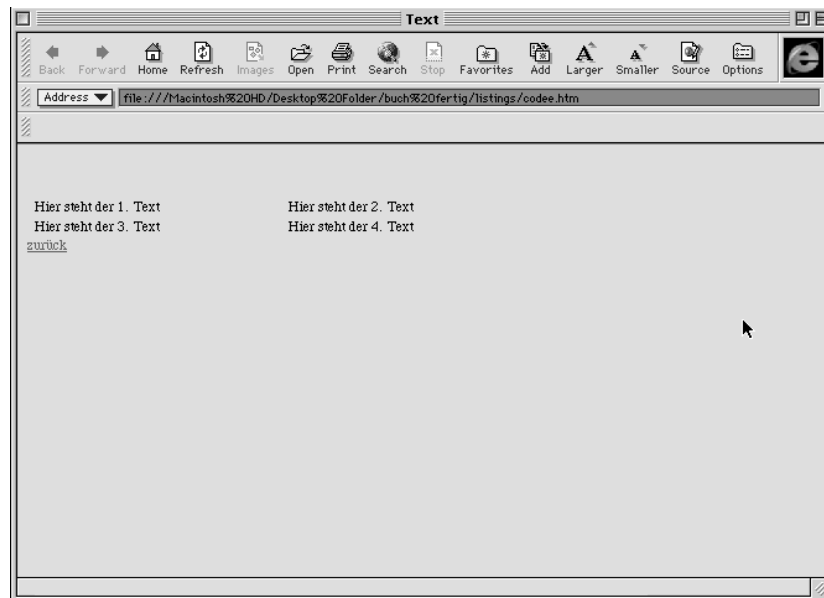 Text
Back Forward Home Refresh Images Open Print Search Stop Favorites Add Larger Smaller Source Options
Address file:///Macintosh%20HD/Desktop%20Folder/buch%20fertig/listings/codee.htm
Hier steht der 1. Text Hier steht der 2. Text
Hier steht der 3. Text Hier steht der 4. Text
zurück